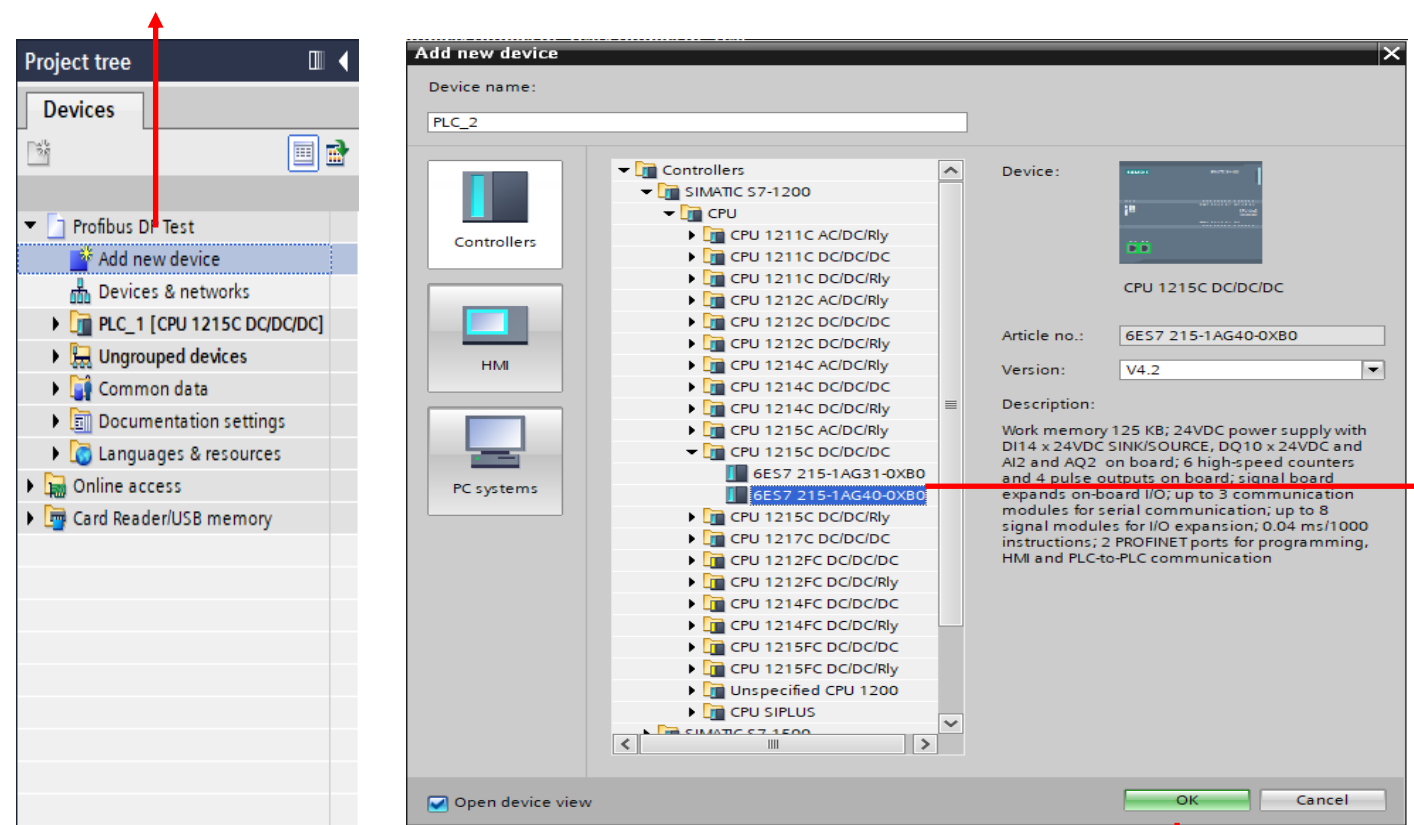 Project tree
Devices
Profibus DP Test
Add new device
Devices & networks
PLC_1 [CPU 1215C DC/DC/DC]
Ungrouped devices
Common data
Documentation settings
Languages & resources
Online access
Card Reader/USB memory
Add new device
Device name:
PLC_2
Controllers
HMI
PC systems
Controllers
SIMATIC S7-1200
CPU
CPU 1211C AC/DC/Rly
CPU 1211C DC/DC/DC
CPU 1211C DC/DC/Rly
CPU 1212C AC/DC/Rly
CPU 1212C DC/DC/DC
CPU 1212C DC/DC/Rly
CPU 1214C AC/DC/Rly
CPU 1214C DC/DC/DC
CPU 1214C DC/DC/Rly
CPU 1215C AC/DC/Rly
CPU 1215C DC/DC/DC
6ES7 215-1AG31-0XB0
6ES7 215-1AG40-0XB0
CPU 1215C DC/DC/Rly
CPU 1217C DC/DC/DC
CPU 1212FC DC/DC/DC
CPU 1212FC DC/DC/Rly
CPU 1214FC DC/DC/DC
CPU 1214FC DC/DC/Rly
CPU 1215FC DC/DC/DC
CPU 1215FC DC/DC/Rly
Unspecified CPU 1200
CPU SIPLUS
SIMATIC S7-1500
Device:
CPU 1215C DC/DC/DC
Article no.:
6ES7 215-1AG40-0XB0
Version:
V4.2
Description:
Work memory 125 KB; 24VDC power supply with
DI14 x 24VDC SINK/SOURCE, DQ10 x 24VDC and
AI2 and AQ2 on board; 6 high-speed counters
and 4 pulse outputs on board; signal board
expands on-board I/O; up to 3 communication
modules for serial communication; up to 8
signal modules for I/O expansion; 0.04 ms/1000
instructions; 2 PROFINET ports for programming,
HMI and PLC-to-PLC communication
Open device view
OK
Cancel